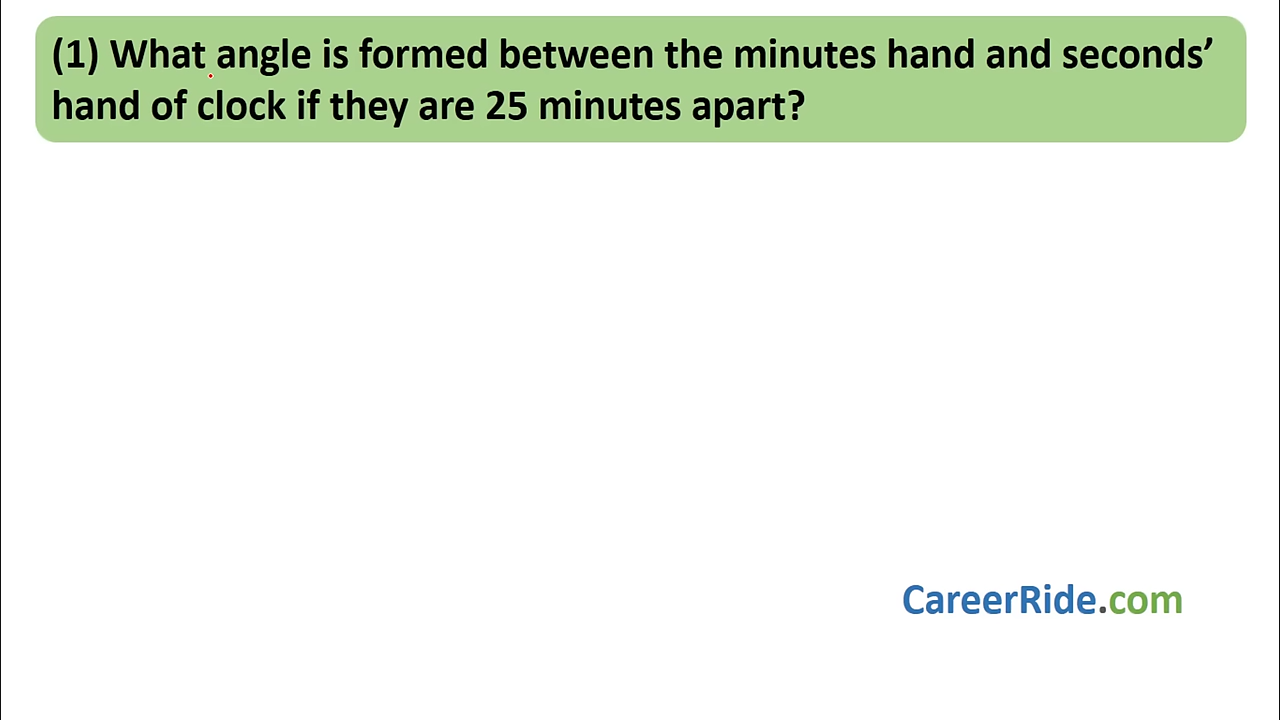 (1) What angle is formed between the minutes hand and seconds’
hand of clock if they are 25 minutes apart?
CareerRide.com